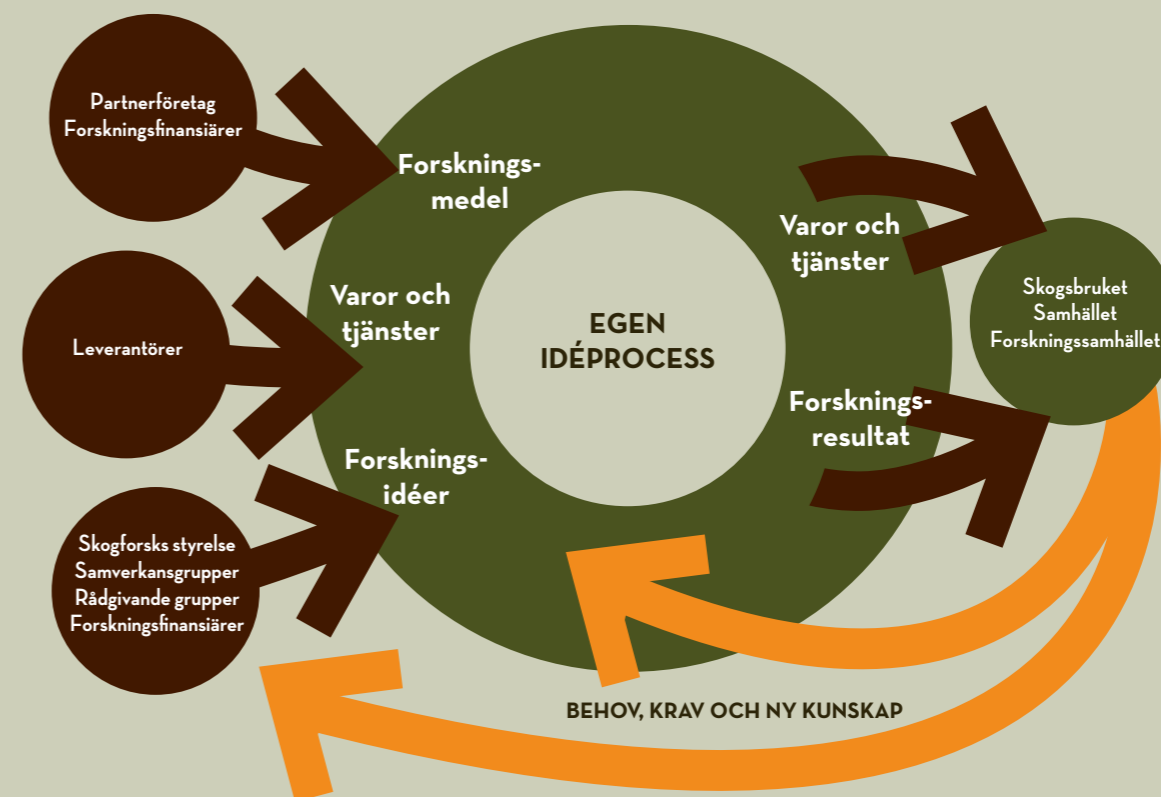 Partnerföretag
Forskningsfinansiärer
Leverantörer
Skogforsks styrelse
Samverkansgrupper
Rådgivande grupper
Forskningsfinansiärer
Forsknings-
medel
Varor och
tjänster
Forsknings-
idéer
EGEN
IDÉPROCESS
Varor och
tjänster
Forsknings-
resultat
Skogsbruket
Samhället
Forskningssamhället
BEHOV, KRAV OCH NY KUNSKAP